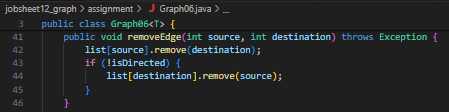 jobsheet12_graph > assignment > J Graph06.java > ...
3 public class Graph06<T> {
41 public void removeEdge(int source, int destination) throws Exception {
42 list[source].remove(destination);
43 if (!isDirected) {
44 list[destination].remove(source);
45 }
46 }